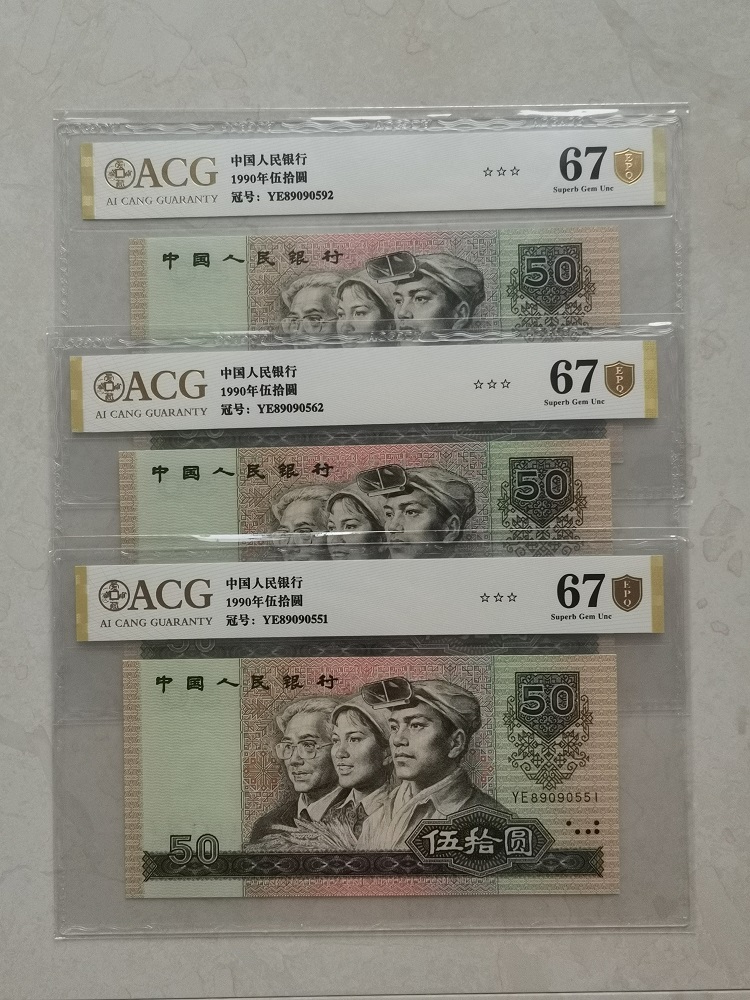 ACG
AI CANG GUARANTY
中国人民银行
1990年伍拾圆
冠号：YE89090592
☆☆☆
67
Superb Gem Unc
EPQ
中国人民银行
50
ACG
AI CANG GUARANTY
中国人民银行
1990年伍拾圆
冠号：YE89090562
☆☆☆
67
Superb Gem Unc
EPQ
中国人民银行
50
ACG
AI CANG GUARANTY
中国人民银行
1990年伍拾圆
冠号：YE89090551
☆☆☆
67
Superb Gem Unc
EPQ
中国人民银行
50
YE89090551
50
伍拾圆